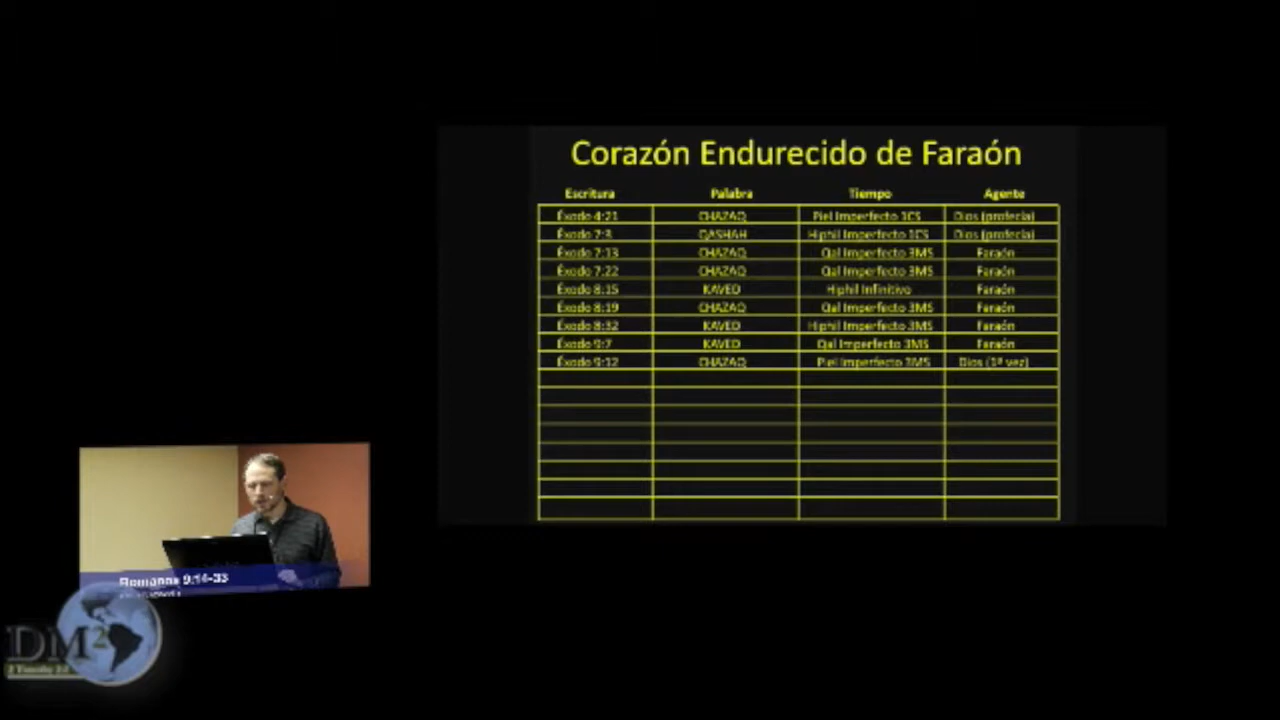 Corazón Endurecido de Faraón
Escritura Palabra Tiempo Agente
Éxodo 4:21 CHAZAQ Piel Imperfecto 1CS Dios (profecía)
Éxodo 7:3 QASHAH Hiphil Imperfecto 1CS Dios (profecía)
Éxodo 7:13 CHAZAQ Qal Imperfecto 3MS Faraón
Éxodo 7:22 CHAZAQ Qal Imperfecto 3MS Faraón
Éxodo 8:15 KAVED Hiphil Infinitivo Faraón
Éxodo 8:19 CHAZAQ Qal Imperfecto 3MS Faraón
Éxodo 8:32 KAVED Hiphil Imperfecto 3MS Faraón
Éxodo 9:7 KAVED Qal Imperfecto 3MS Faraón
Éxodo 9:12 CHAZAQ Piel Imperfecto 3MS Dios (1ª vez)
Romanos 9:14-33
DM2
2 Timoteo 2:2